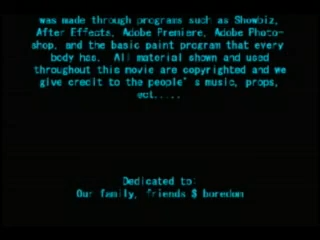 was made through programs such as Showbiz,
After Effects, Adobe Premiere, Adobe Photo-
shop, and the basic paint program that every
body has. All material shown and used
throughout this movie are copyrighted and we
give credit to the people's music, props,
ect.....
Dedicated to:
Our family, friends $ boredom